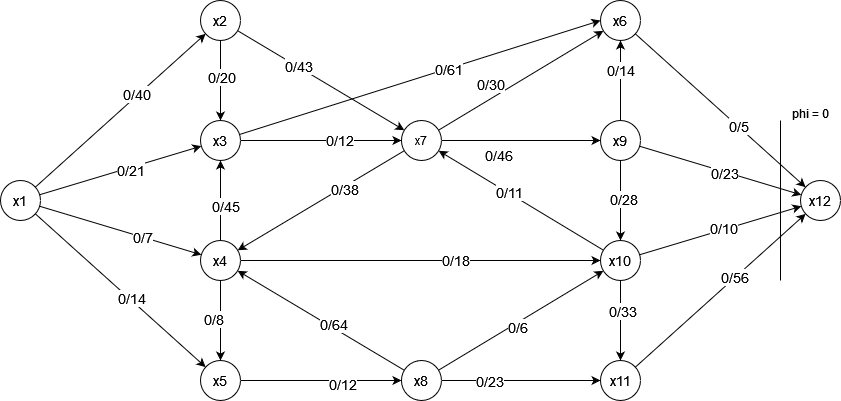 x2
x6
0/43
0/61
0/20
0/40
0/30
0/14
0/5
phi = 0
x3
0/12
x7
0/46
x9
0/21
0/23
x1
0/38
0/11
0/28
x12
0/45
0/7
0/10
x4
0/18
x10
0/56
0/14
0/8
0/64
0/6
0/33
x5
0/12
x8
0/23
x11